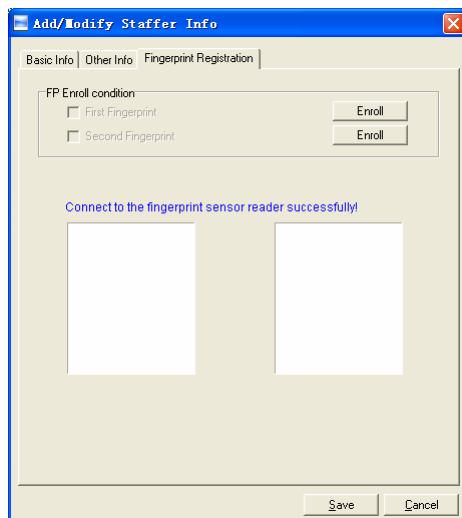 Add/Modify Staffer Info
Basic Info Other Info Fingerprint Registration
FP Enroll condition
First Fingerprint Enroll
Second Fingerprint Enroll
Connect to the fingerprint sensor reader successfully!
Save Cancel